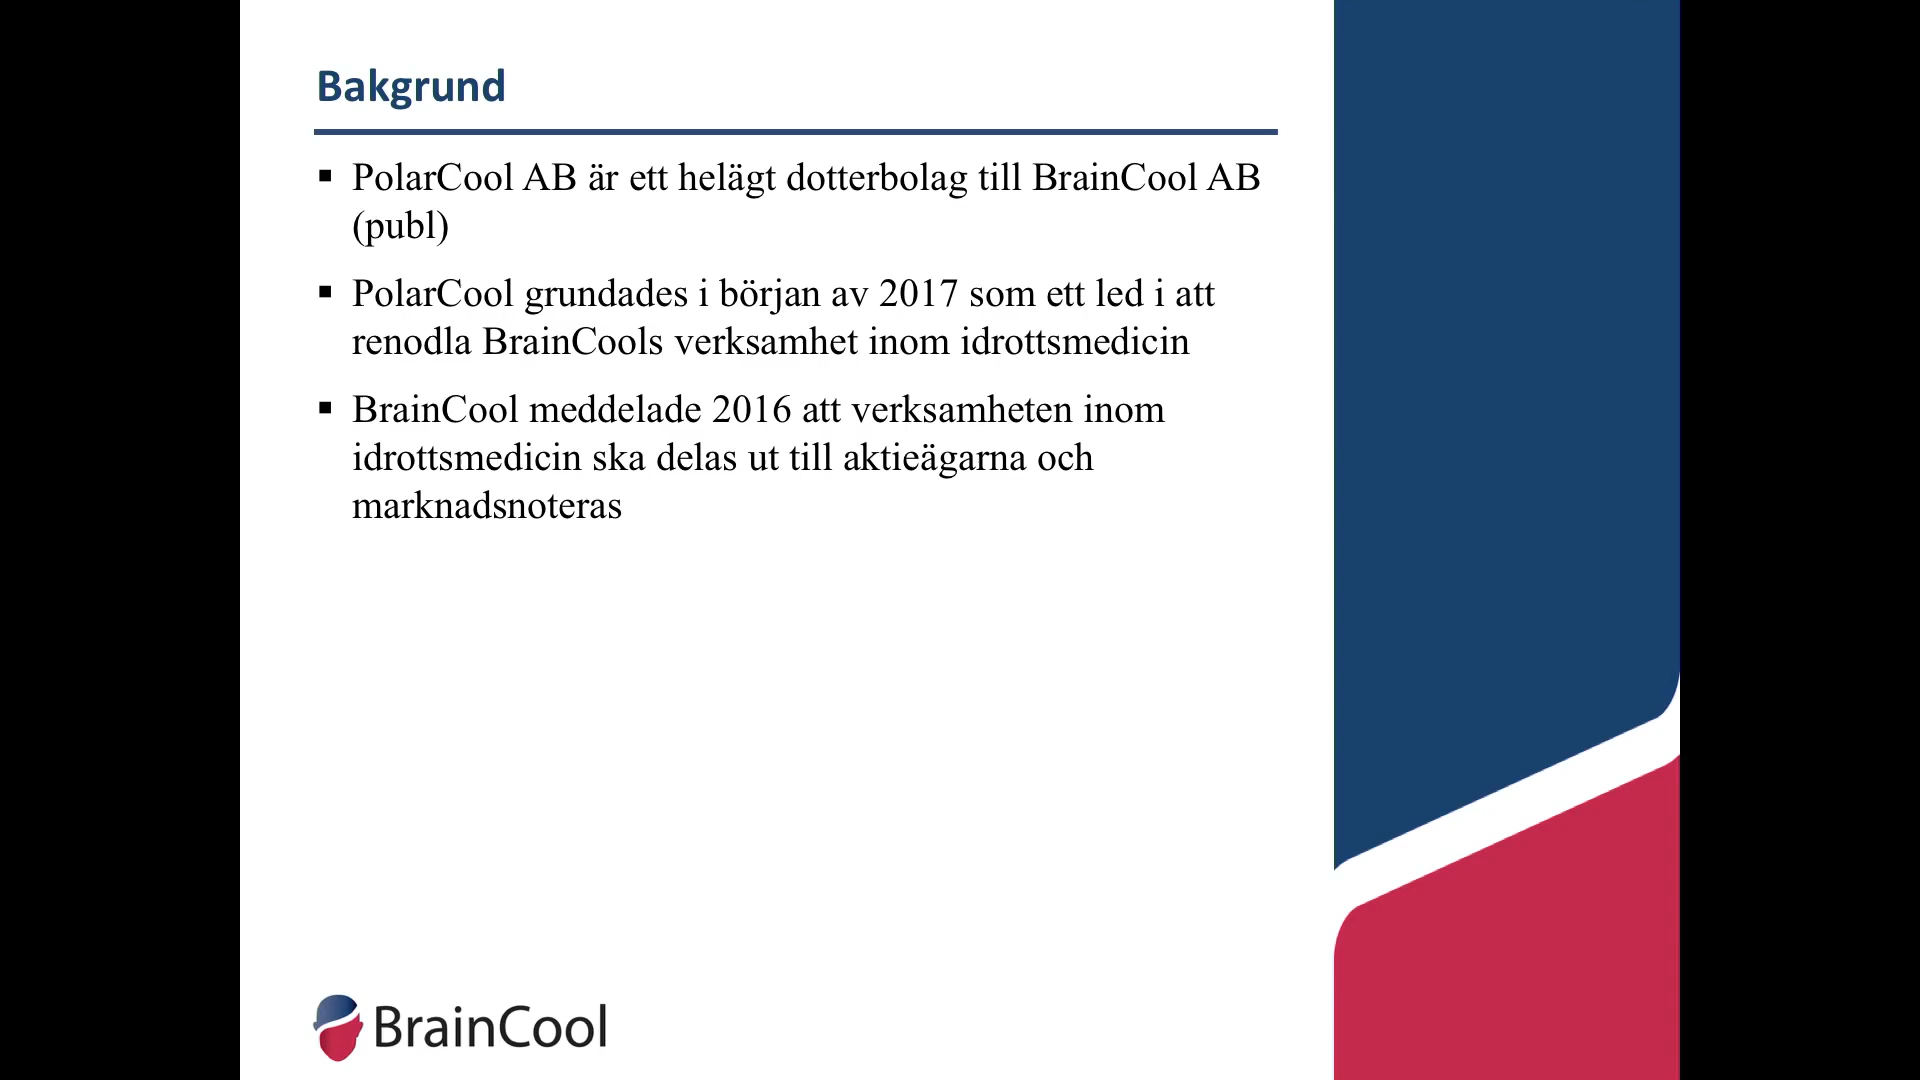 Bakgrund
▪ PolarCool AB är ett helägt dotterbolag till BrainCool AB
(publ)
▪ PolarCool grundades i början av 2017 som ett led i att
renodla BrainCools verksamhet inom idrottsmedicin
▪ BrainCool meddelade 2016 att verksamheten inom
idrottsmedicin ska delas ut till aktieägarna och
marknadsnoteras
BrainCool